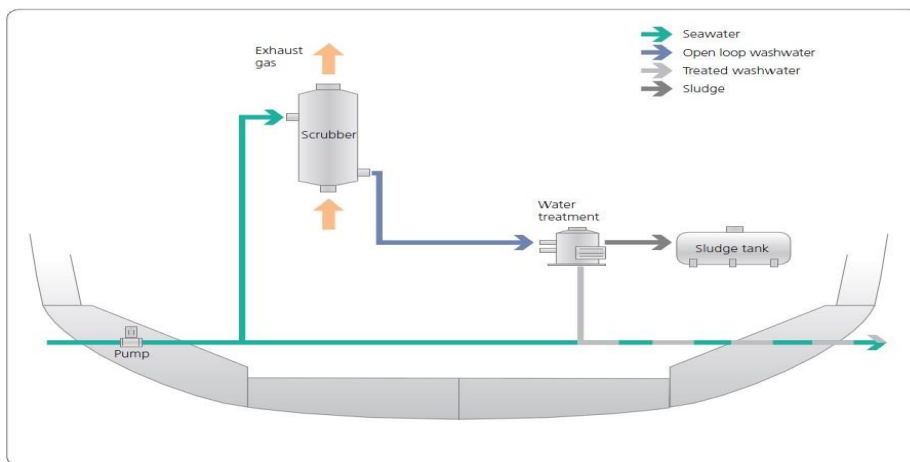 Exhaust
gas
Seawater
Open loop washwater
Treated washwater
Sludge
Scrubber
Water
treatment
Sludge tank
Pump